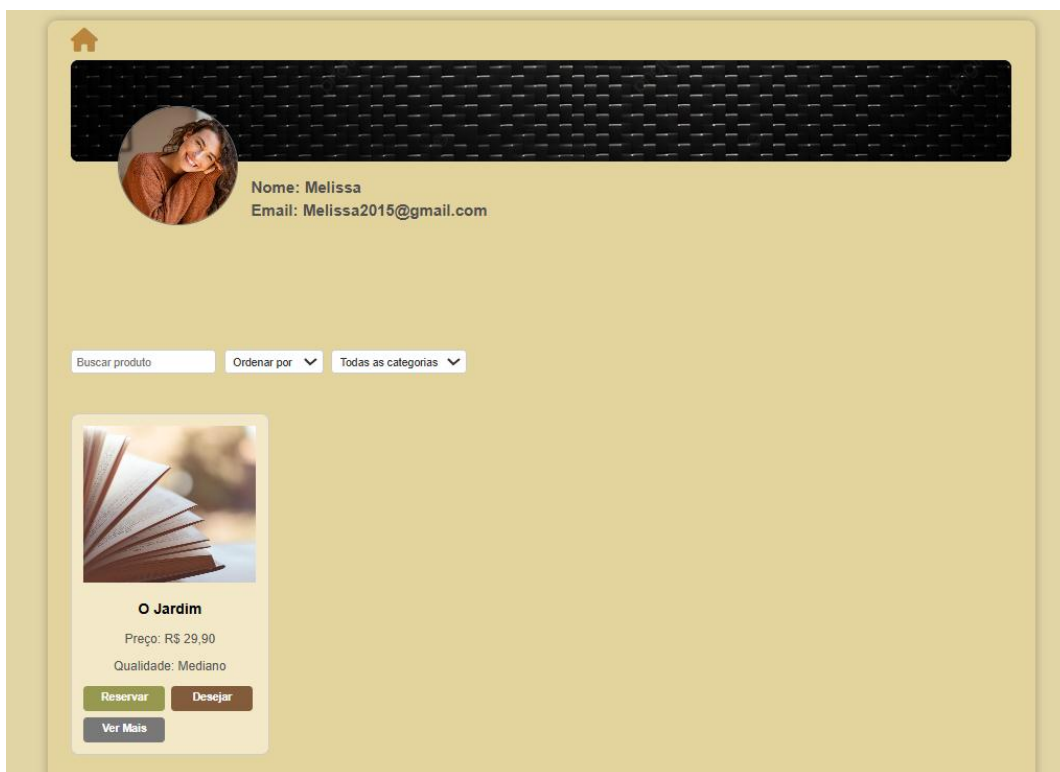 Nome: Melissa
Email: Melissa2015@gmail.com
Buscar produto Ordenar por Todas as categorias
O Jardim
Preço: R$ 29,90
Qualidade: Mediano
Reservar Desejar
Ver Mais